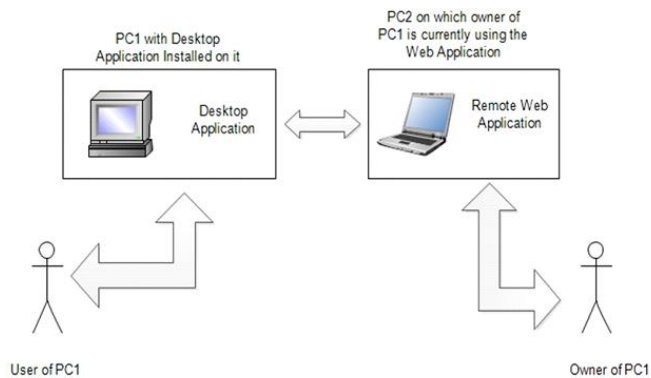 PC1 with Desktop
Application Installed on it
PC2 on which owner of
PC1 is currently using the
Web Application
Desktop
Application
Remote Web
Application
User of PC1
Owner of PC1